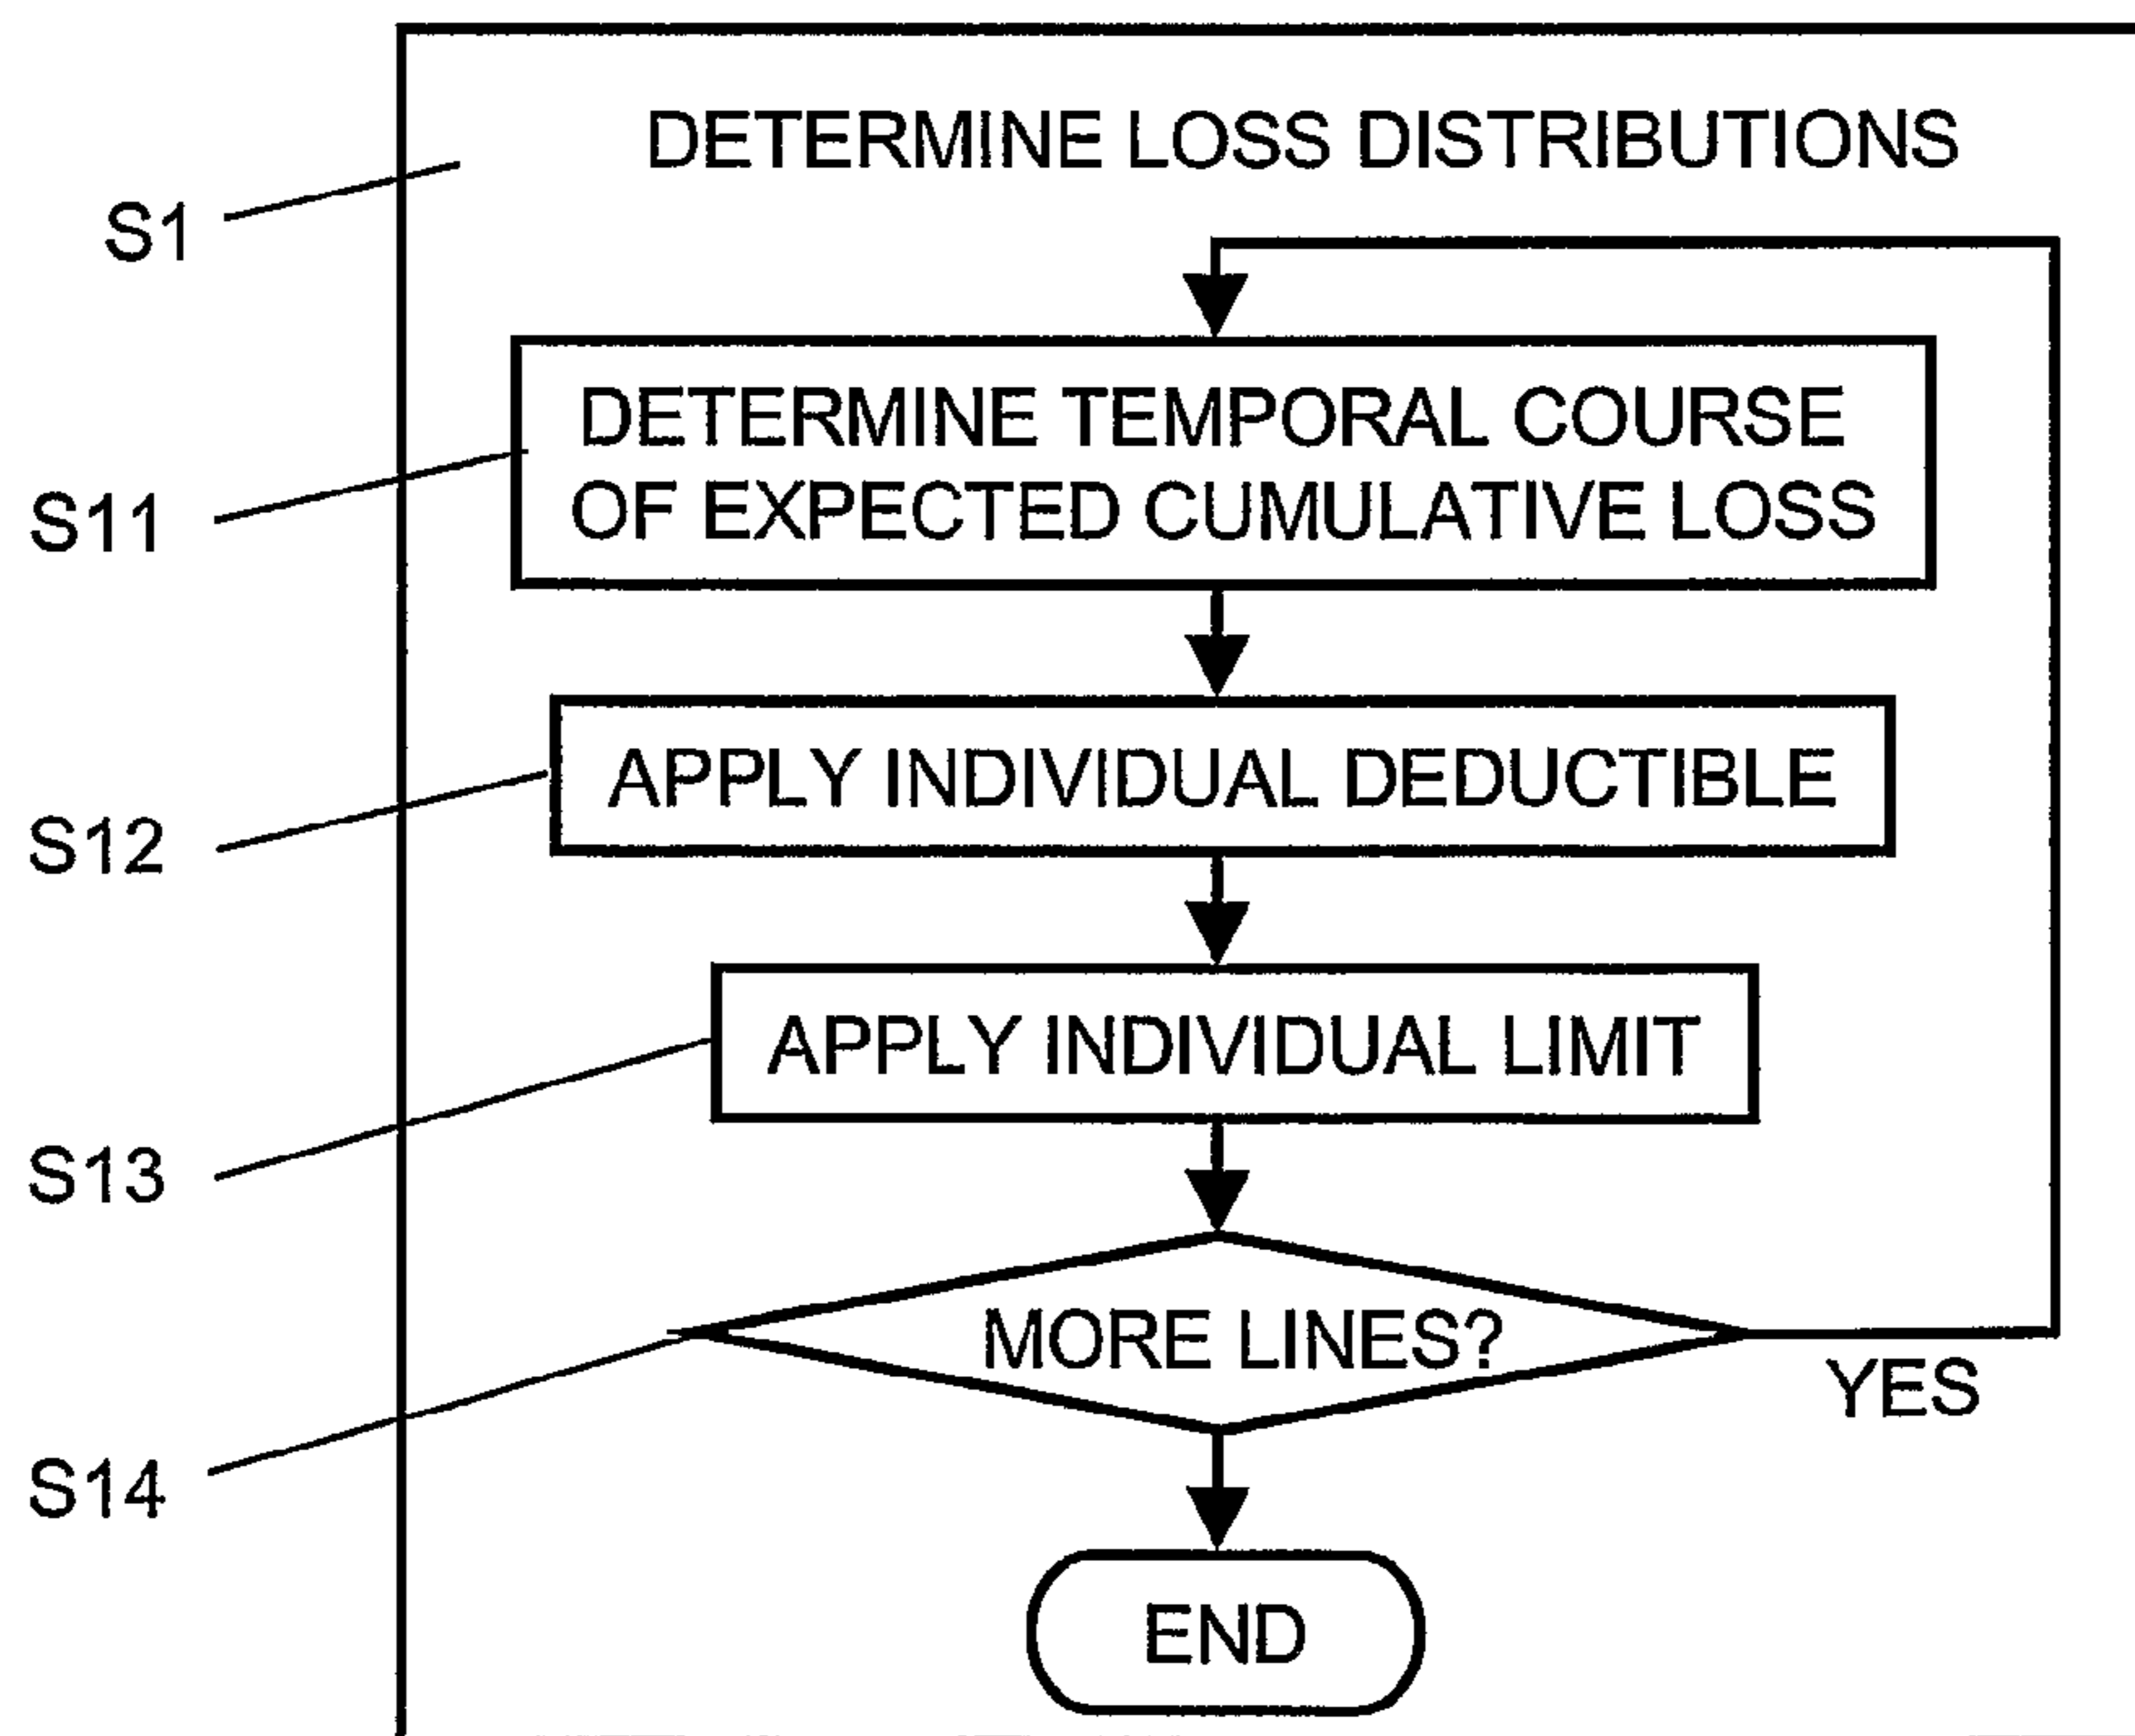 DETERMINE LOSS DISTRIBUTIONS
S1
DETERMINE TEMPORAL COURSE
OF EXPECTED CUMULATIVE LOSS
S11
APPLY INDIVIDUAL DEDUCTIBLE
S12
APPLY INDIVIDUAL LIMIT
S13
MORE LINES?
YES
S14
END